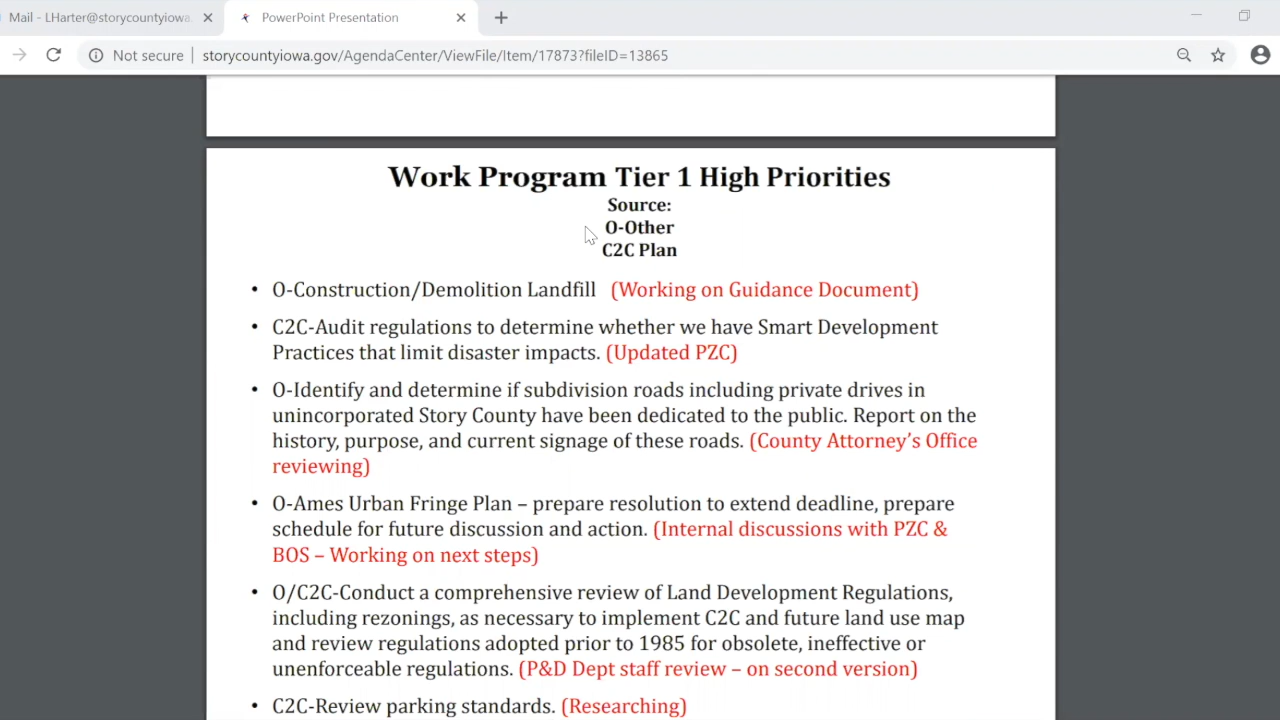 Mail - LHarter@storycountyiowa.
PowerPoint Presentation
Not secure | storycountyiowa.gov/AgendaCenter/ViewFile/Item/17873?fileID=13865
Work Program Tier 1 High Priorities
Source:
O-Other
C2C Plan
• O-Construction/Demolition Landfill (Working on Guidance Document)
• C2C-Audit regulations to determine whether we have Smart Development
Practices that limit disaster impacts. (Updated PZC)
• O-Identify and determine if subdivision roads including private drives in
unincorporated Story County have been dedicated to the public. Report on the
history, purpose, and current signage of these roads. (County Attorney’s Office
reviewing)
• O-Ames Urban Fringe Plan – prepare resolution to extend deadline, prepare
schedule for future discussion and action. (Internal discussions with PZC &
BOS – Working on next steps)
• O/C2C-Conduct a comprehensive review of Land Development Regulations,
including rezonings, as necessary to implement C2C and future land use map
and review regulations adopted prior to 1985 for obsolete, ineffective or
unenforceable regulations. (P&D Dept staff review – on second version)
• C2C-Review parking standards. (Researching)